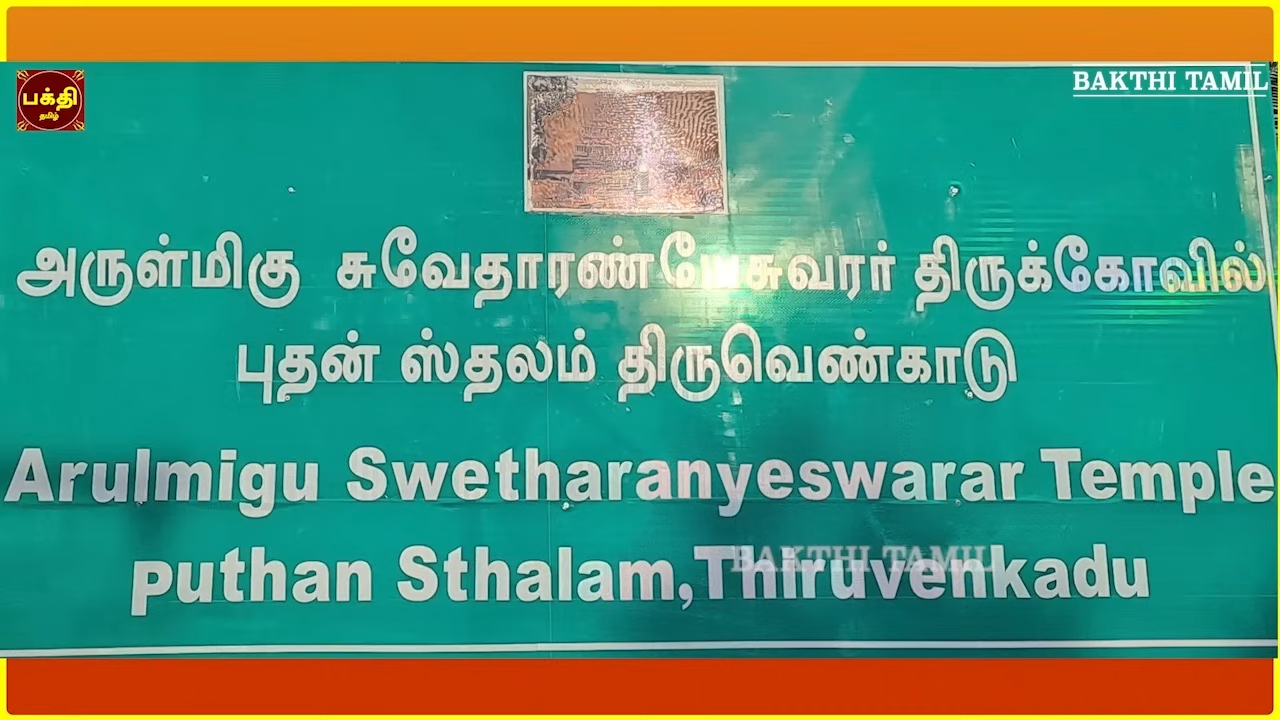 பக்தி
தமிழ்
BAKTHI TAMIL
அருள்மிகு சுவேதாரண்யேசுவரர் திருக்கோவில்
புதன் ஸ்தலம் திருவெண்காடு
Arulmigu Swetharanyeswarar Temple
puthan Sthalam,Thiruvenkadu
BAKTHI TAMIL